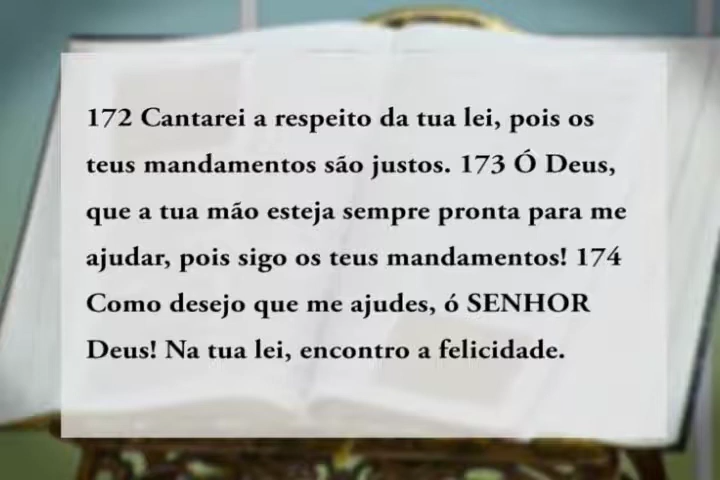 172 Cantarei a respeito da tua lei, pois os
teus mandamentos são justos. 173 Ó Deus,
que a tua mão esteja sempre pronta para me
ajudar, pois sigo os teus mandamentos! 174
Como desejo que me ajudes, ó SENHOR
Deus! Na tua lei, encontro a felicidade.